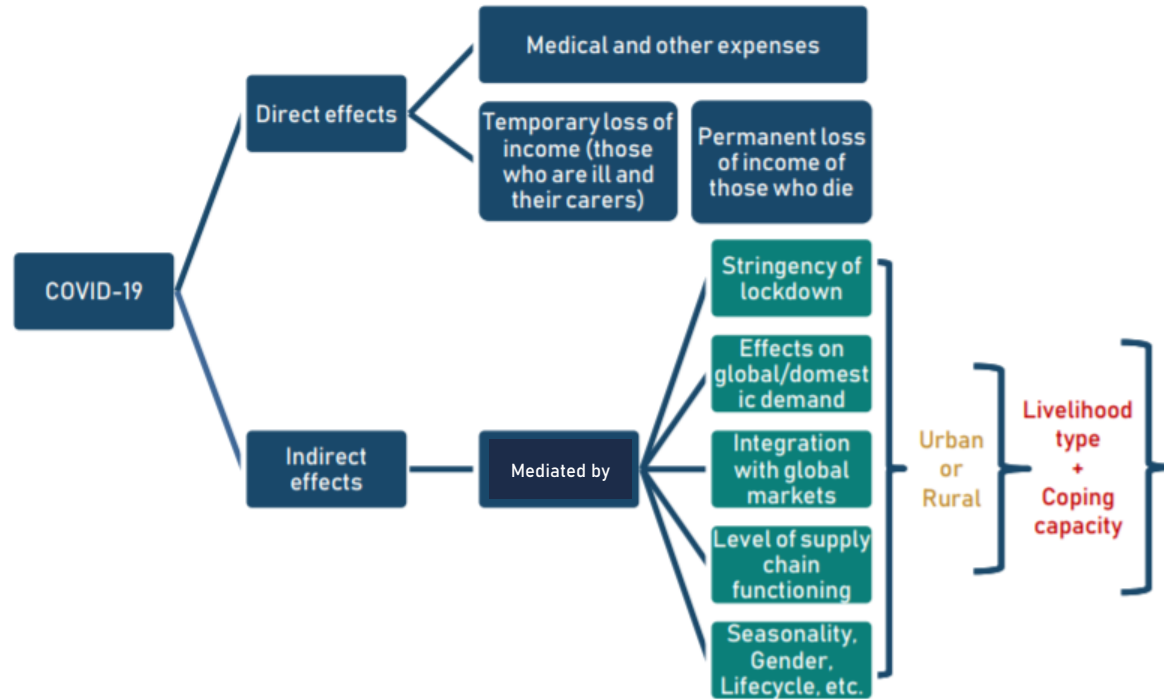 Medical and other expenses
Direct effects
Temporary loss of
income (those
who are ill and
their carers)
Permanent loss
of income of
those who die
COVID-19
Indirect
effects
Mediated by
Stringency of
lockdown
Effects on
global/domest
ic demand
Integration
with global
markets
Level of supply
chain
functioning
Seasonality,
Gender,
Lifecycle, etc.
Urban
or
Rural
Livelihood
type
+
Coping
capacity